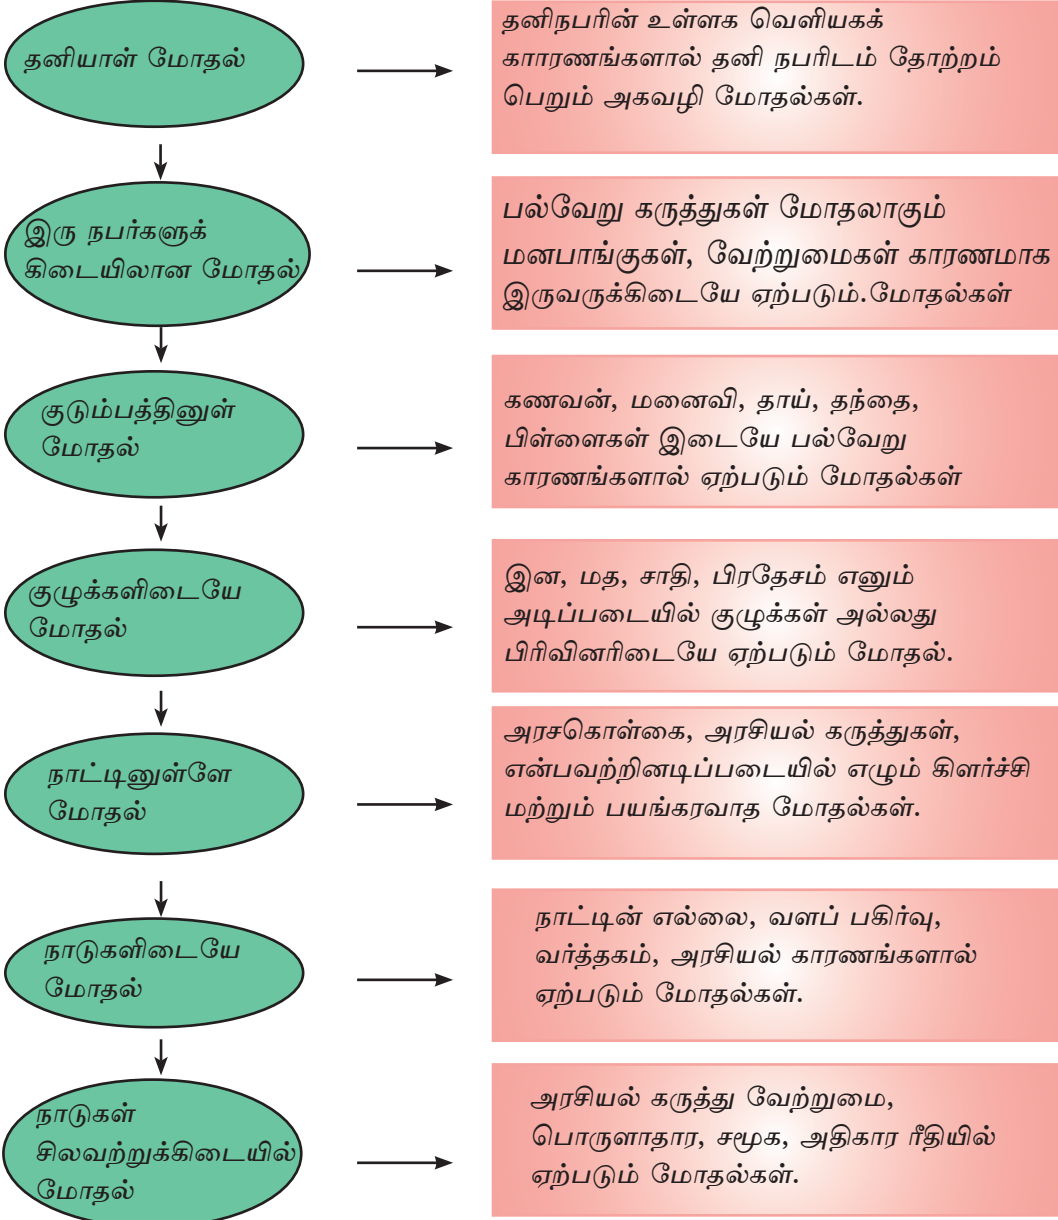 தனியாள் மோதல்
தனிநபரின் உள்ளக வெளியகக்
காாரணங்களால் தனி நபரிடம் தோற்றம்
பெறும் அகவழி மோதல்கள்.
இரு நபர்களுக்
கிடையிலான மோதல்
பல்வேறு கருத்துகள் மோதலாகும்
மனபாங்குகள், வேற்றுமைகள் காரணமாக
இருவருக்கிடையே ஏற்படும்.மோதல்கள்
குடும்பத்தினுள்
மோதல்
கணவன், மனைவி, தாய், தந்தை,
பிள்ளைகள் இடையே பல்வேறு
காரணங்களால் ஏற்படும் மோதல்கள்
குழுக்களிடையே
மோதல்
இன, மத, சாதி, பிரதேசம் எனும்
அடிப்படையில் குழுக்கள் அல்லது
பிரிவினரிடையே ஏற்படும் மோதல்.
நாட்டினுள்ளே
மோதல்
அரசகொள்கை, அரசியல் கருத்துகள்,
என்பவற்றினடிப்படையில் எழும் கிளர்ச்சி
மற்றும் பயங்கரவாத மோதல்கள்.
நாடுகளிடையே
மோதல்
நாட்டின் எல்லை, வளப் பகிர்வு,
வர்த்தகம், அரசியல் காரணங்களால்
ஏற்படும் மோதல்கள்.
நாடுகள்
சிலவற்றுக்கிடையில்
மோதல்
அரசியல் கருத்து வேற்றுமை,
பொருளாதார, சமூக, அதிகார ரீதியில்
ஏற்படும் மோதல்கள்.